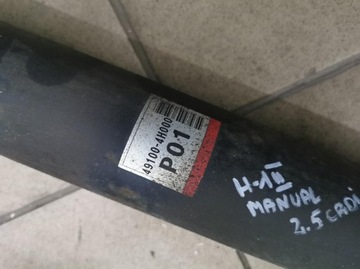 49100-4H000
P01
H-1 II
MANUAL
2.5 CRDI